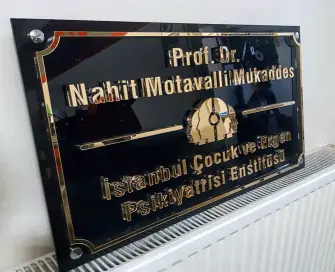 Prof. Dr.
Nahit Motavalli Mukaddes
İstanbul Çocuk ve Ergen
Psikiyatrisi Enstitüsü